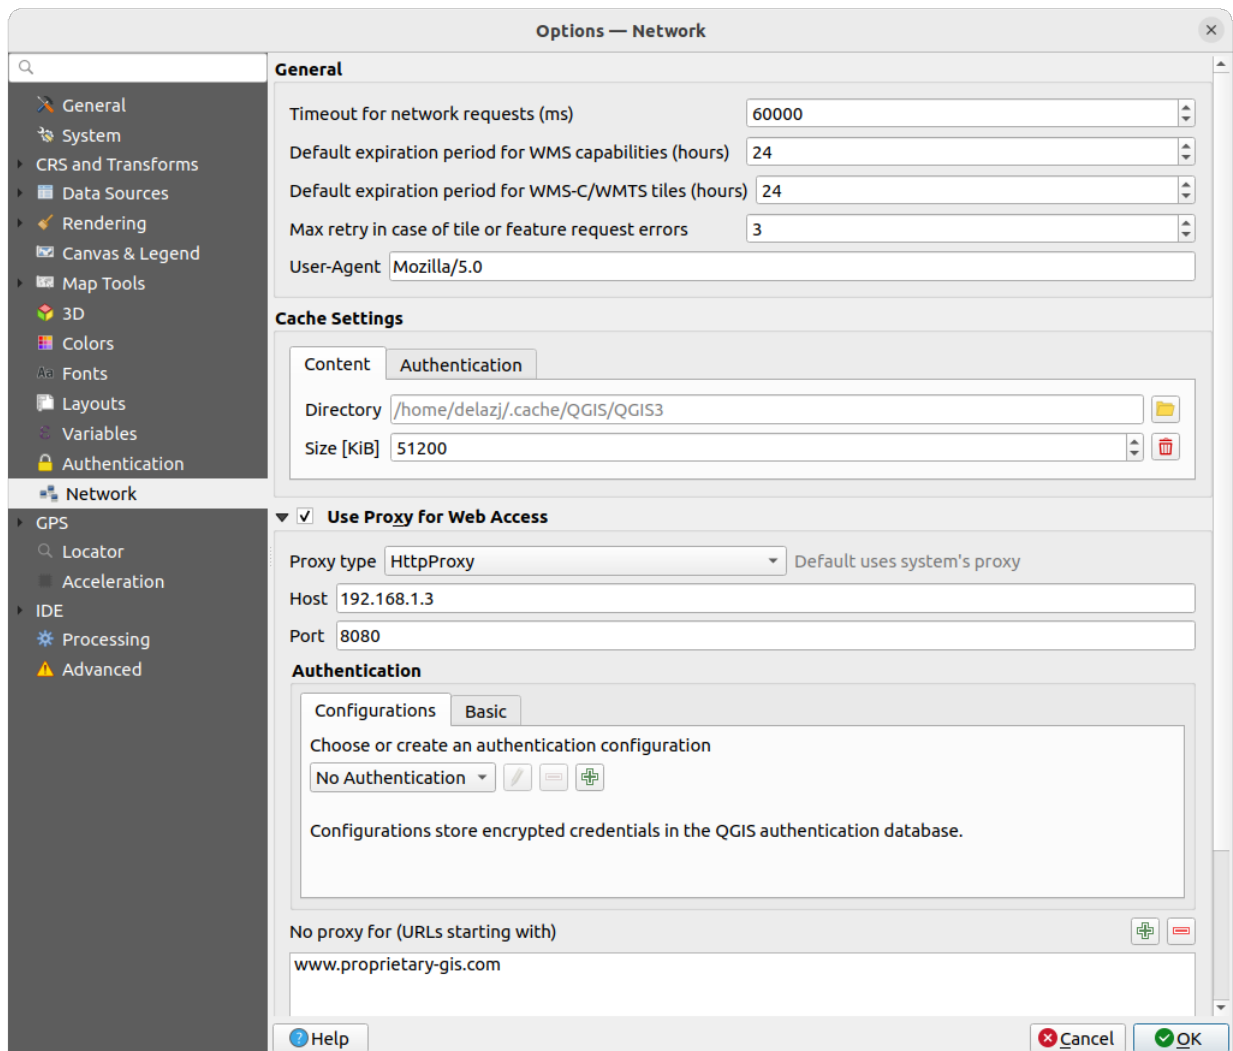 Options — Network
General
System
CRS and Transforms
Data Sources
Rendering
Canvas & Legend
Map Tools
3D
Colors
Aa Fonts
Layouts
ε Variables
Authentication
Network
GPS
Locator
Acceleration
IDE
Processing
Advanced
General
Timeout for network requests (ms) 60000
Default expiration period for WMS capabilities (hours) 24
Default expiration period for WMS-C/WMTS tiles (hours) 24
Max retry in case of tile or feature request errors 3
User-Agent Mozilla/5.0
Cache Settings
Content Authentication
Directory /home/delazj/.cache/QGIS/QGIS3
Size [KiB] 51200
Use Proxy for Web Access
Proxy type HttpProxy Default uses system's proxy
Host 192.168.1.3
Port 8080
Authentication
Configurations Basic
Choose or create an authentication configuration
No Authentication
Configurations store encrypted credentials in the QGIS authentication database.
No proxy for (URLs starting with)
www.proprietary-gis.com
Help Cancel OK